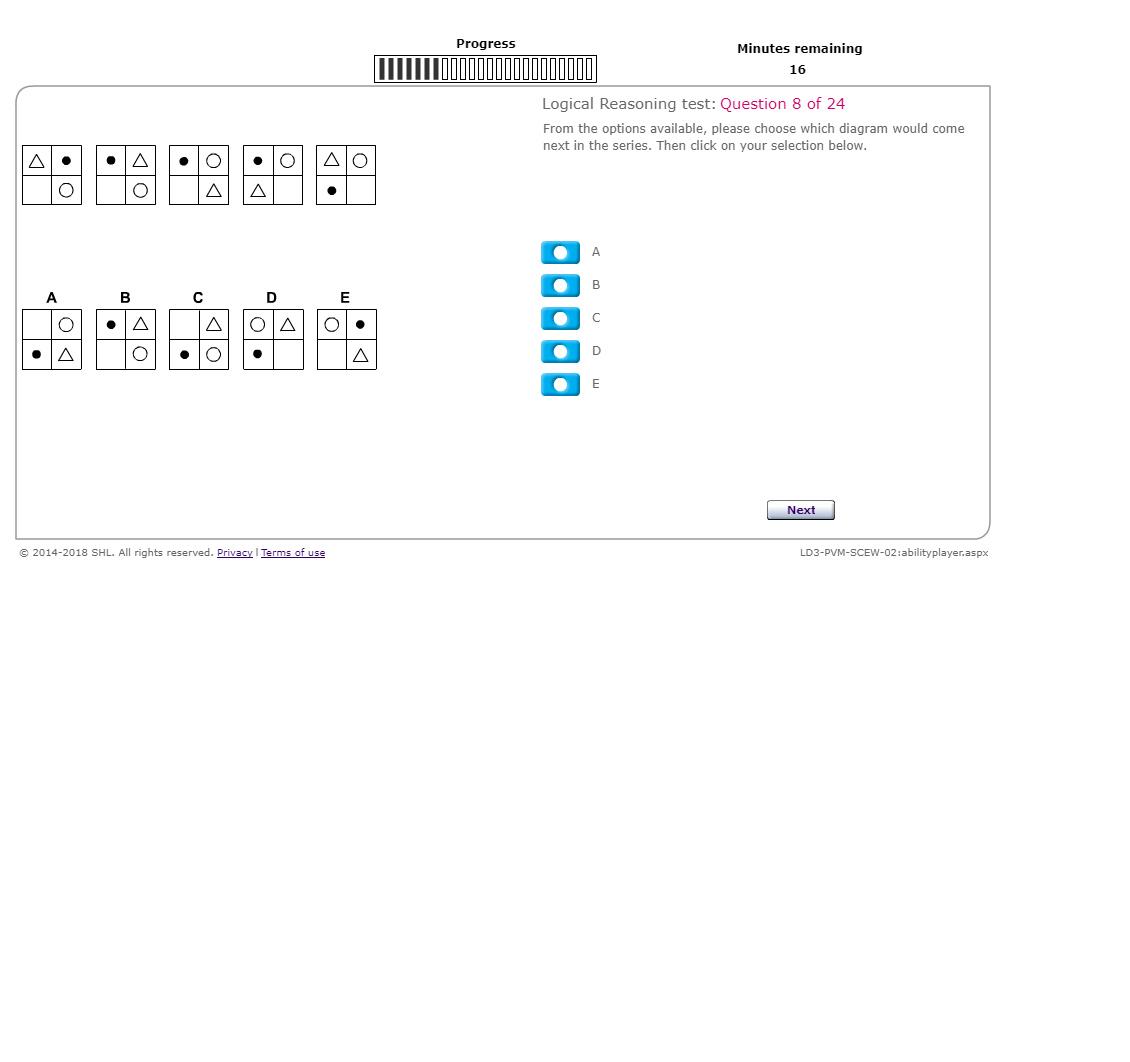 Progress
Minutes remaining
16
Logical Reasoning test: Question 8 of 24
From the options available, please choose which diagram would come
next in the series. Then click on your selection below.
A B C D E
A
B
C
D
E
Next
© 2014-2018 SHL. All rights reserved. Privacy | Terms of use
LD3-PVM-SCEW-02:abilityplayer.aspx